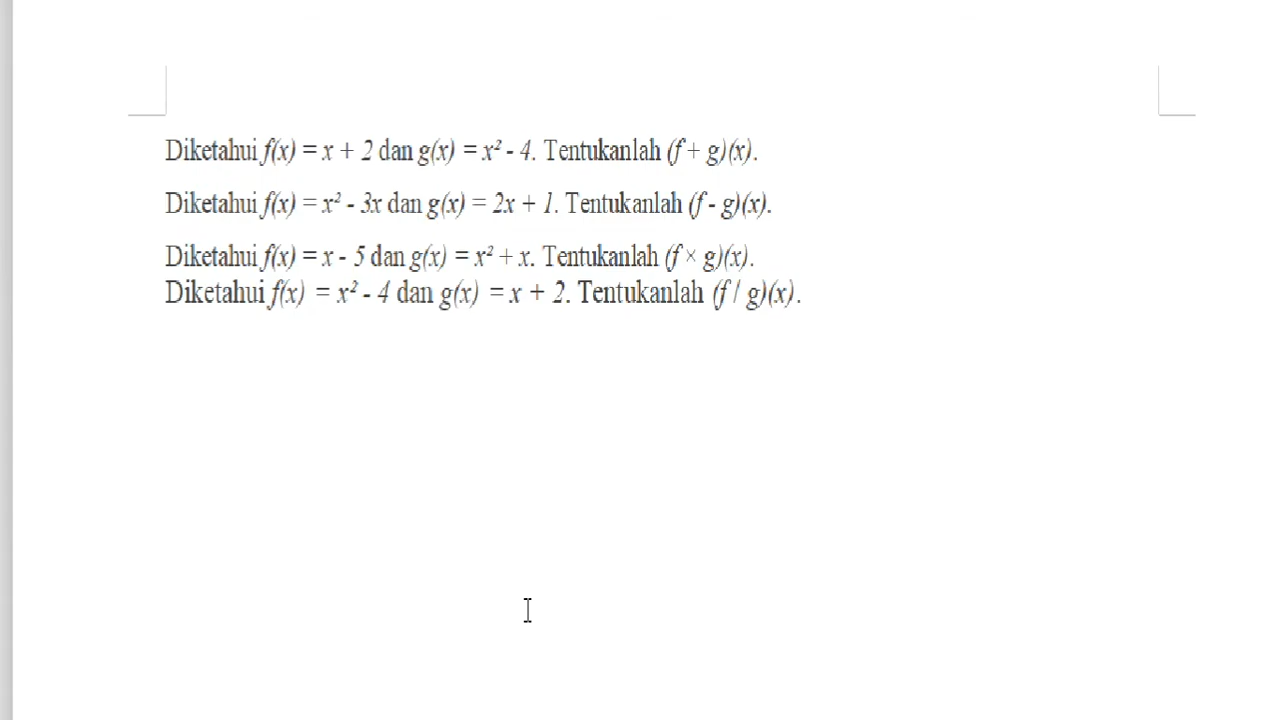 Diketahui f(x) = x + 2 dan g(x) = x² - 4. Tentukanlah (f + g)(x).
Diketahui f(x) = x² - 3x dan g(x) = 2x + 1. Tentukanlah (f - g)(x).
Diketahui f(x) = x - 5 dan g(x) = x² + x. Tentukanlah (f × g)(x).
Diketahui f(x) = x² - 4 dan g(x) = x + 2. Tentukanlah (f / g)(x).